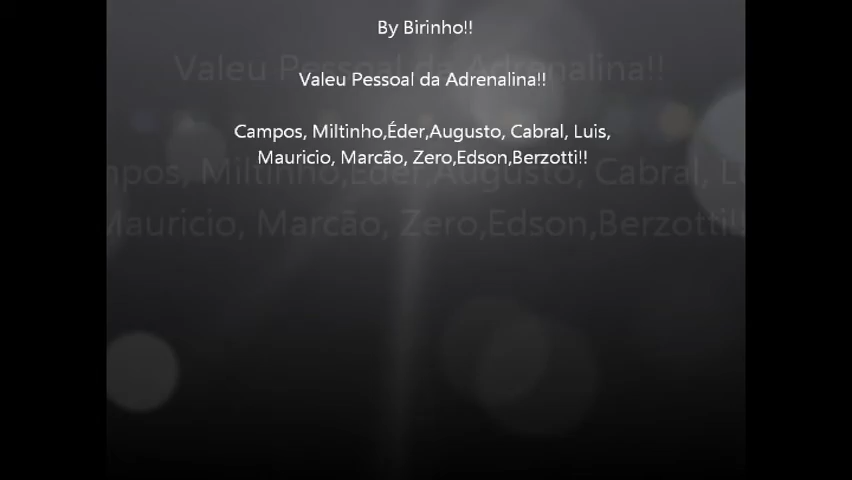 By Birinho!!
Valeu Pessoal da Adrenalina!!
Campos, Miltinho,Éder,Augusto, Cabral, Luis,
Mauricio, Marcão, Zero,Edson,Berzotti!!